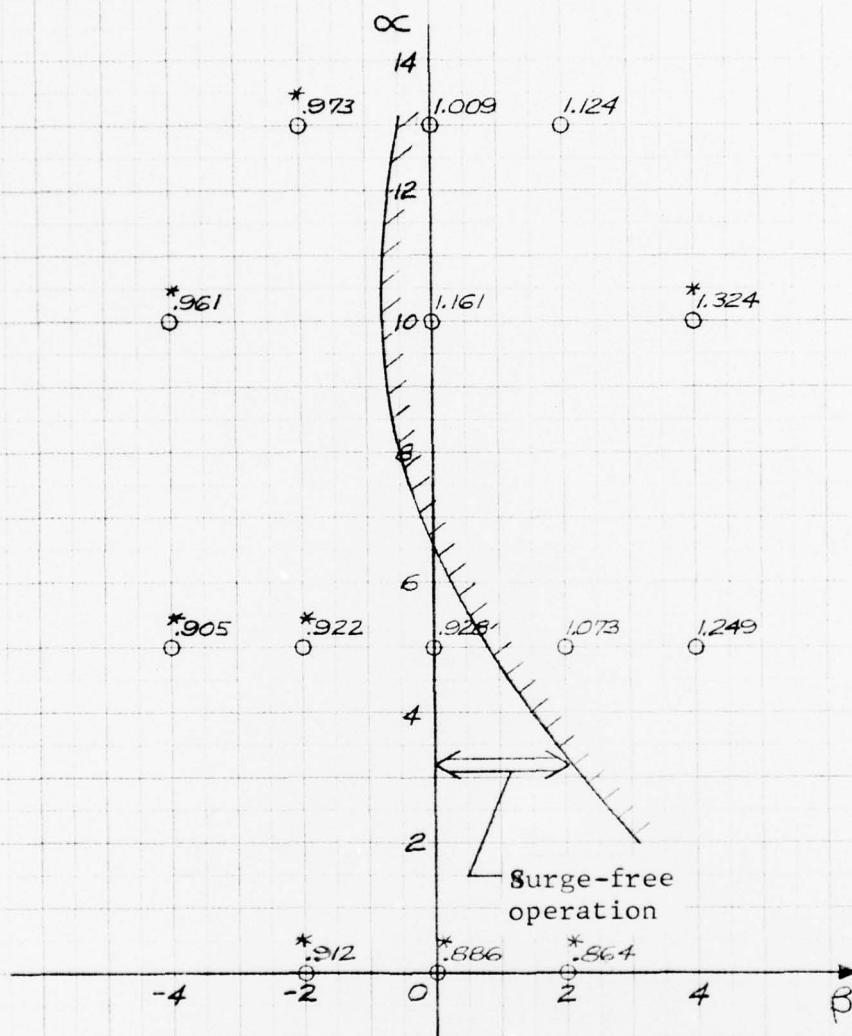 ∝
14
* .973 1.009 1.124
12
* .961 1.161 * 1.324
10
8
6
* .905 * .922 .928 1.073 1.249
4
2
Surge-free
operation
* .912 * .886 * .864
-4 -2 0 2 4 β